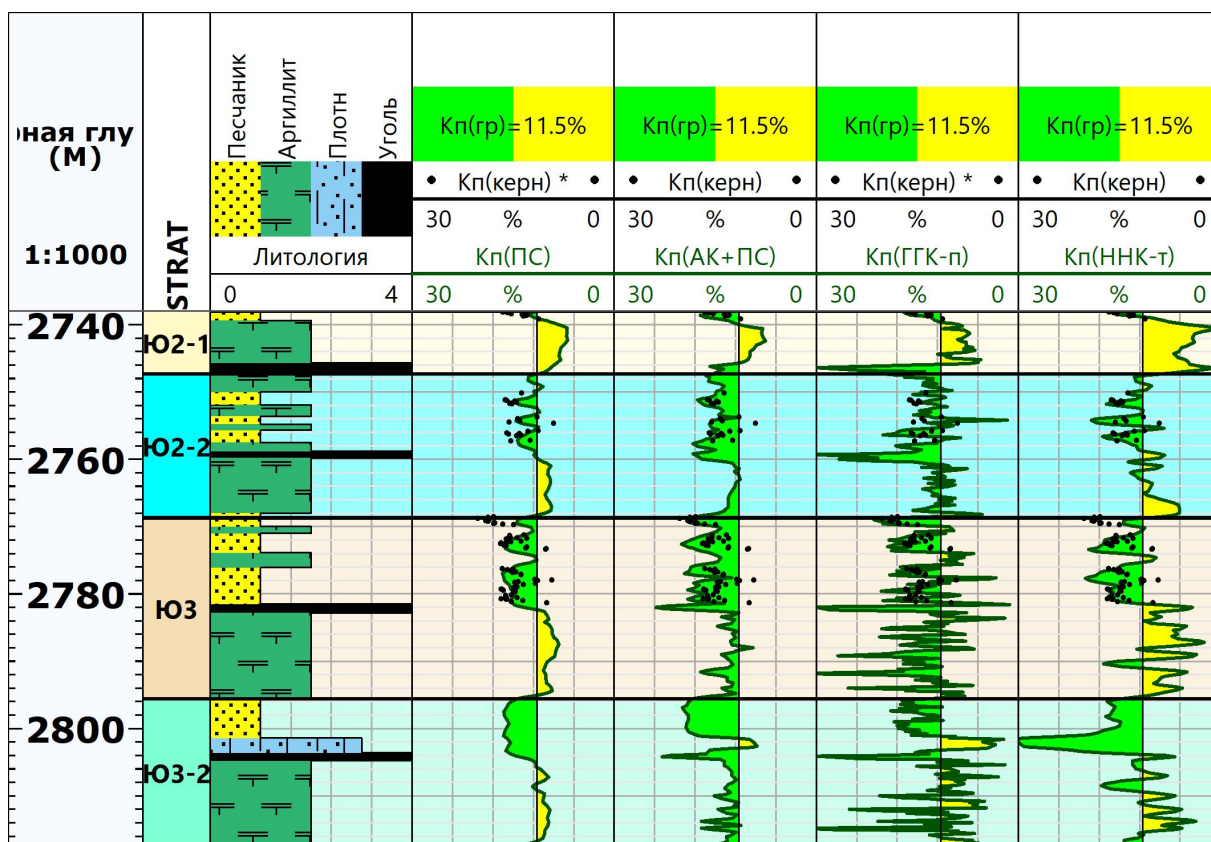 рная глу
(М)
1:1000
STRAT
Песчаник
Аргиллит
Плотн
Уголь
Литология
0 4
Кп(гр)=11.5%
Кп(керн) *
30 % 0
Кп(ПС)
30 % 0
Кп(гр)=11.5%
Кп(керн)
30 % 0
Кп(АК+ПС)
30 % 0
Кп(гр)=11.5%
Кп(керн) *
30 % 0
Кп(ГГК-п)
30 % 0
Кп(гр)=11.5%
Кп(керн)
30 % 0
Кп(ННК-т)
30 % 0
2740
Ю2-1
2760
Ю2-2
2780
Ю3
2800
Ю3-2